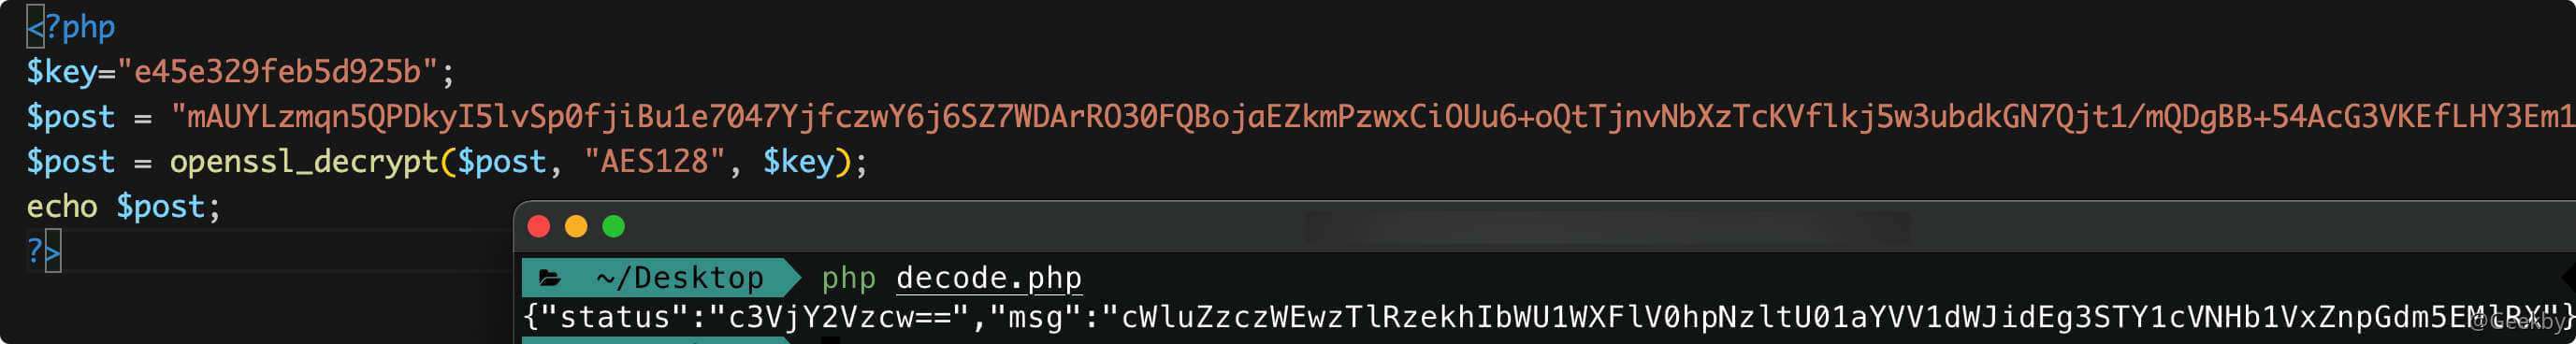 <?php
$key="e45e329feb5d925b";
$post = "mAUYLzmqn5QPDkyI5lvSp0fjiBu1e7047YjfczwY6j6SZ7WDArRO30FQBojaEZkmPzwxCiOUu6+oQtTjnvNbXzTcKVflkj5w3ubdkGN7Qjt1/mQDgBB+54AcG3VKEfLHY3Em1
$post = openssl_decrypt($post, "AES128", $key);
echo $post;
?>
~/Desktop php decode.php
{"status":"c3VjY2Vzcw==","msg":"cWluZzczWEwzTlRzekhIbWU1WXFlV0hpNzltU01aYVV1dWJidEg3STY1cVNHb1VxZnpGdm5EMlRX"}
@Geekby